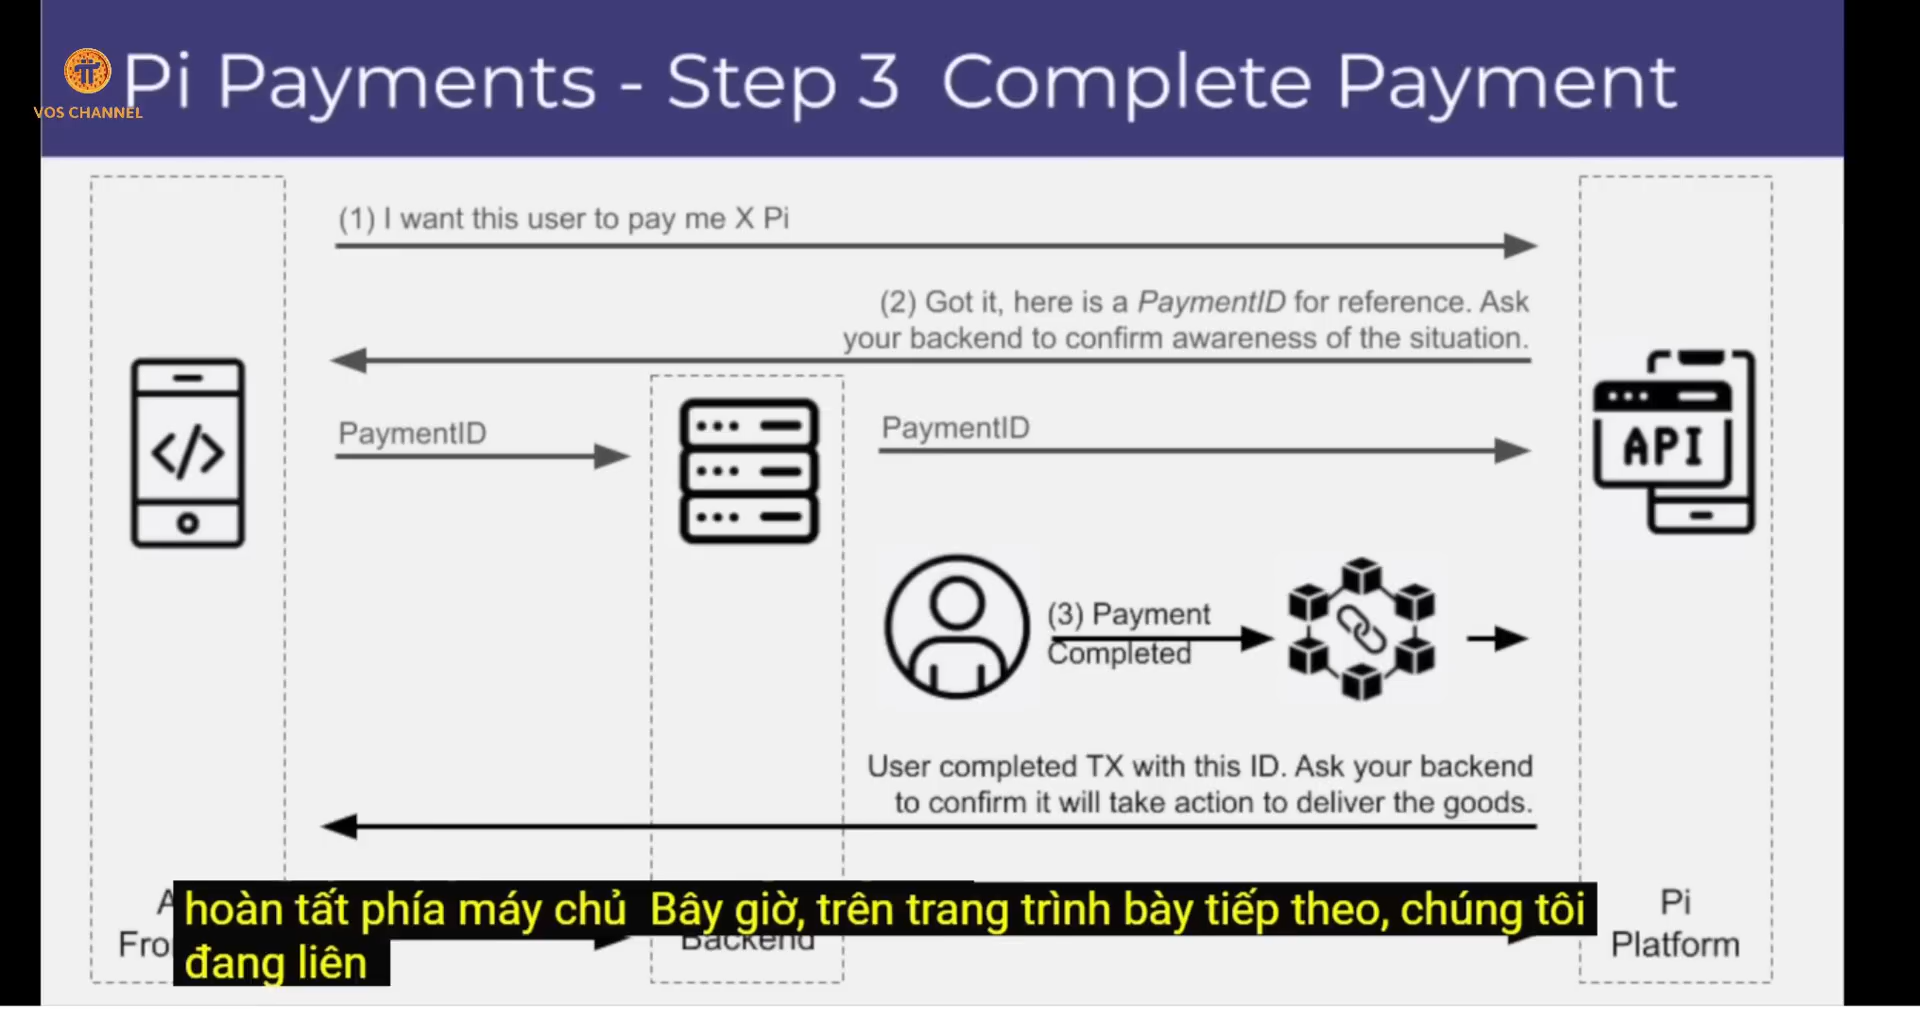 Pi Payments - Step 3 Complete Payment
VOS CHANNEL
(1) I want this user to pay me X Pi
(2) Got it, here is a PaymentID for reference. Ask
your backend to confirm awareness of the situation.
PaymentID
PaymentID
API
(3) Payment
Completed
User completed TX with this ID. Ask your backend
to confirm it will take action to deliver the goods.
hoàn tất phía máy chủ Bây giờ, trên trang trình bày tiếp theo, chúng tôi
đang liên
Backend
Pi
Platform